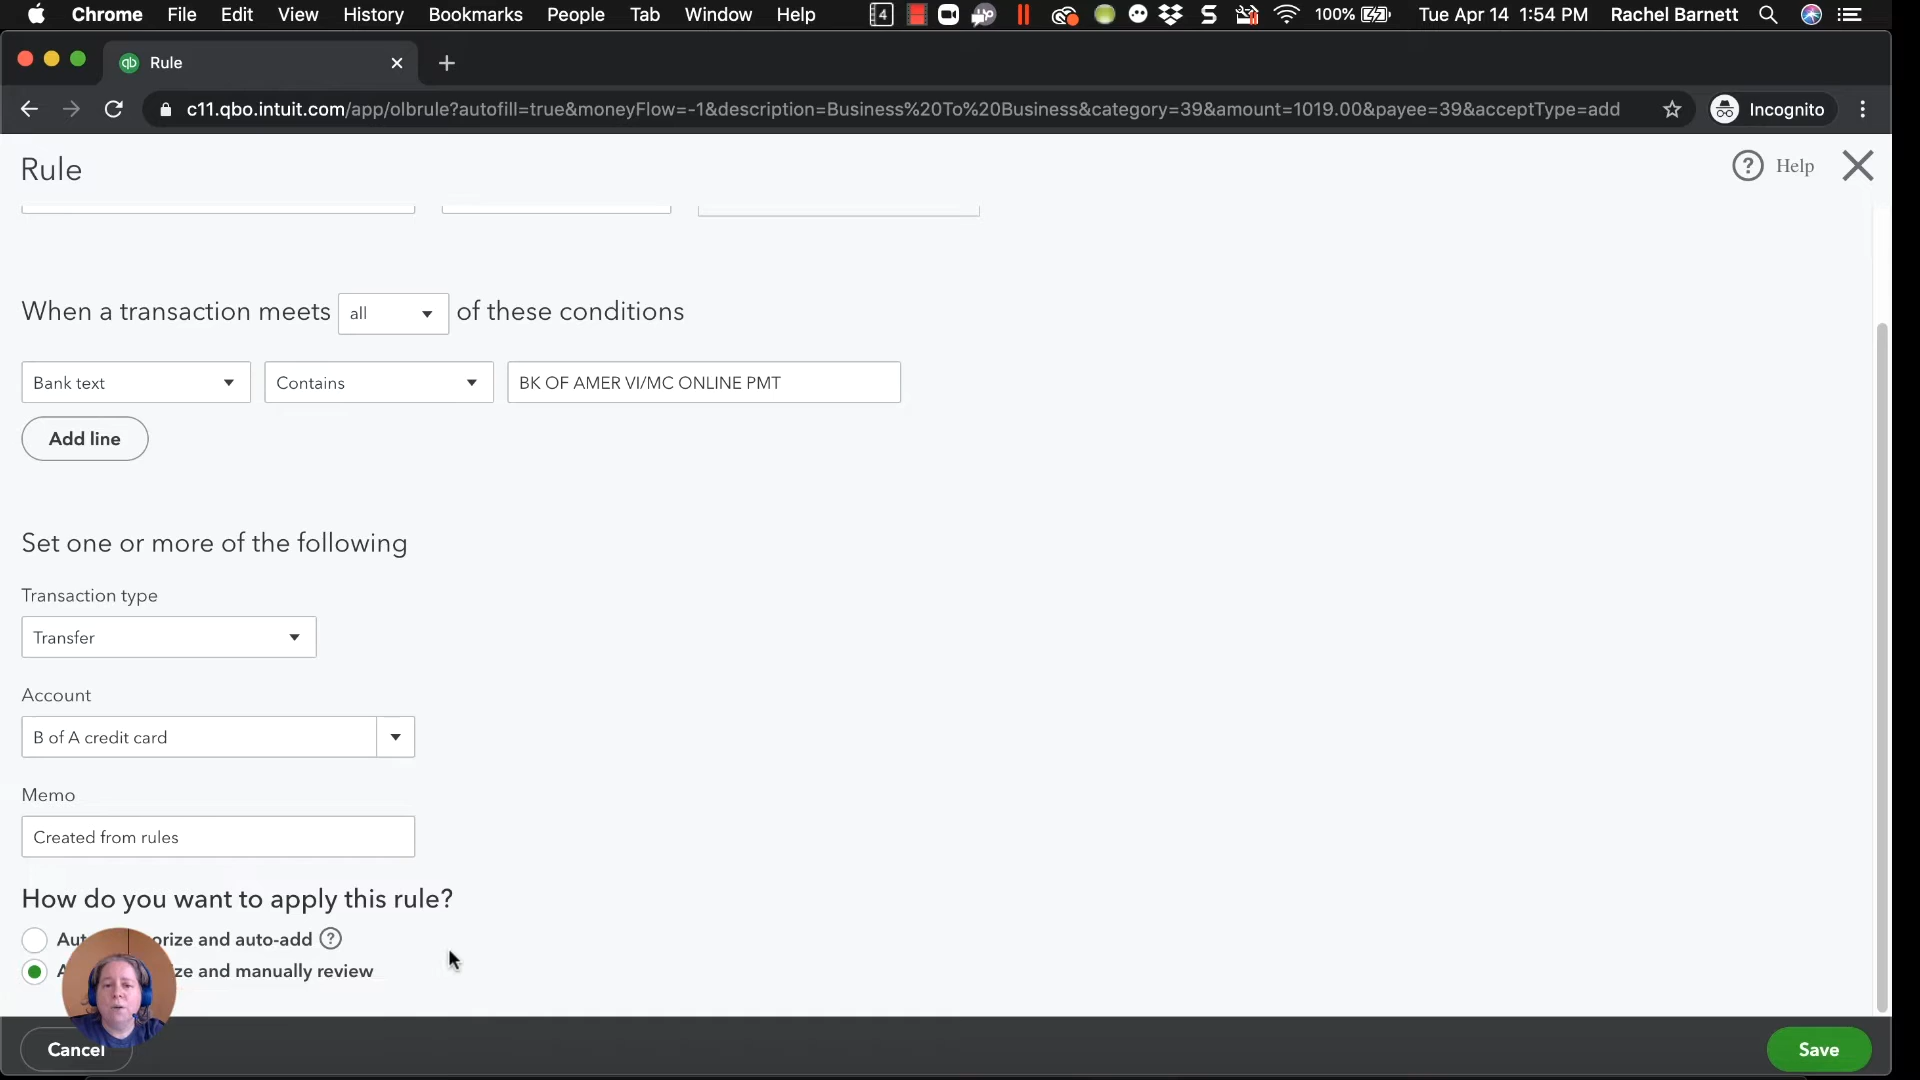 Chrome File Edit View History Bookmarks People Tab Window Help 4 100% Tue Apr 14 1:54 PM Rachel Barnett
qb Rule
c11.qbo.intuit.com/app/olbrule?autofill=true&moneyFlow=-1&description=Business%20To%20Business&category=39&amount=1019.00&payee=39&acceptType=add Incognito
Rule ? Help
When a transaction meets all of these conditions
Bank text Contains BK OF AMER VI/MC ONLINE PMT
Add line
Set one or more of the following
Transaction type
Transfer
Account
B of A credit card
Memo
Created from rules
How do you want to apply this rule?
and auto-add ?
and manually review
Cancel Save